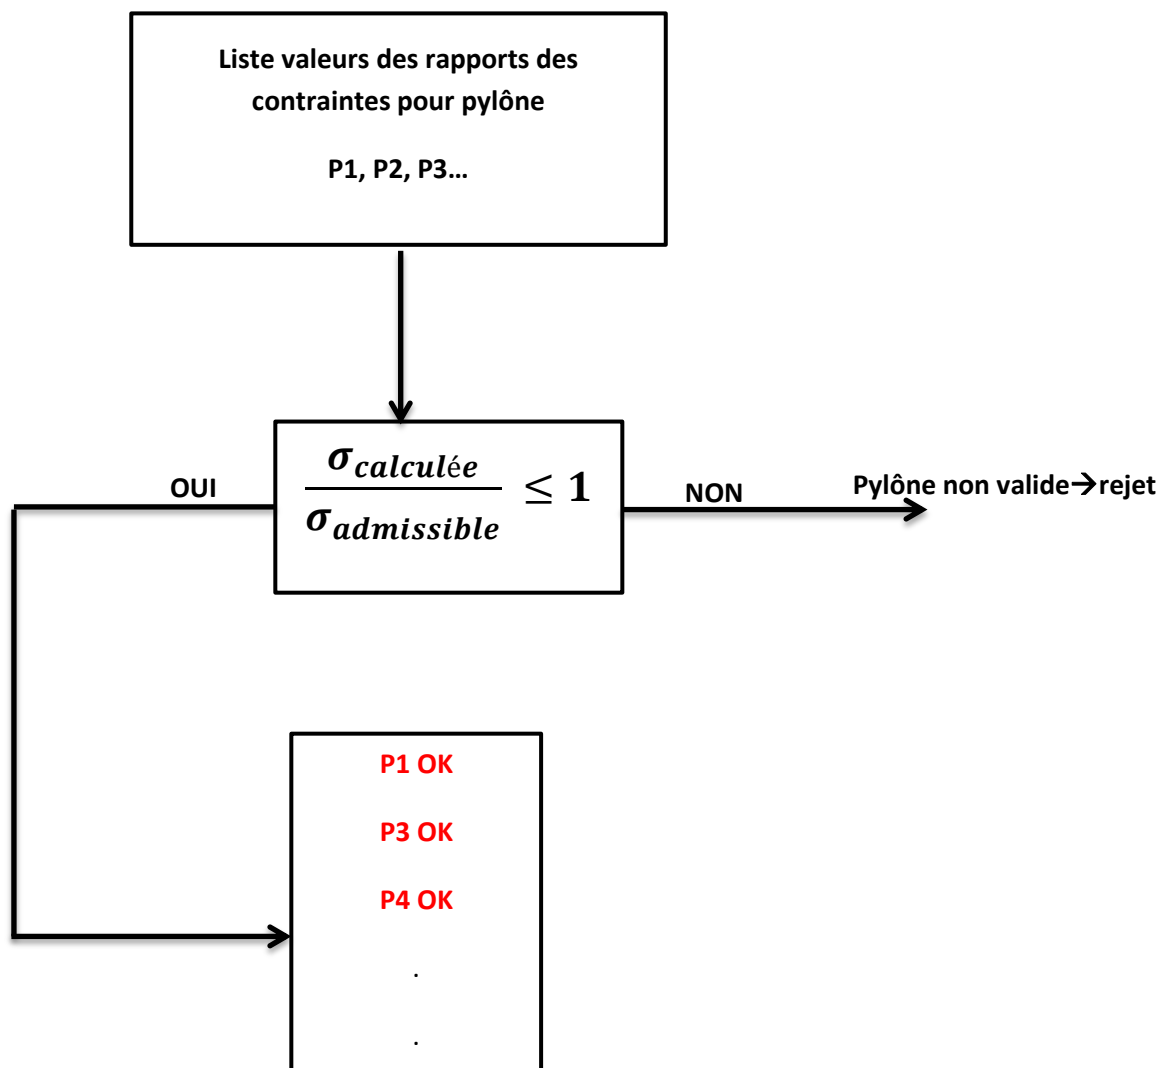 Liste valeurs des rapports des
contraintes pour pylône
P1, P2, P3...
σcalculée / σadmissible ≤ 1
OUI
NON
Pylône non valide→rejet
P1 OK
P3 OK
P4 OK
.
.